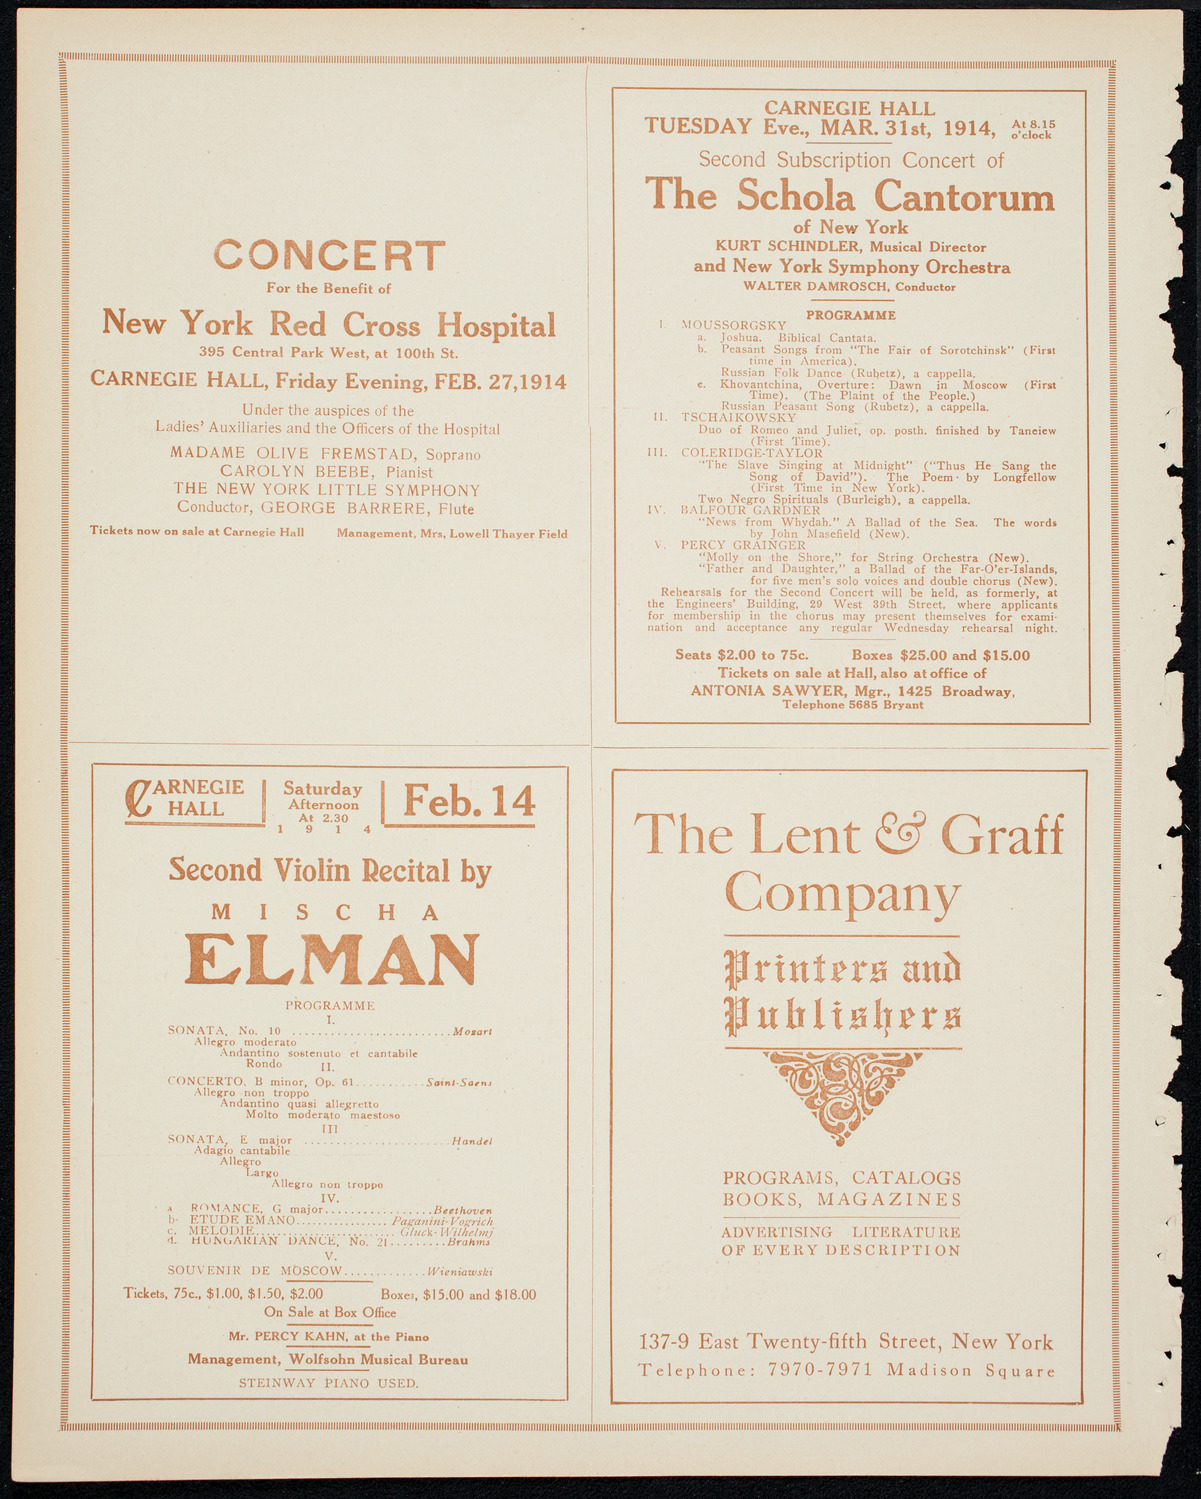 CONCERT
For the Benefit of
New York Red Cross Hospital
395 Central Park West, at 100th St.
CARNEGIE HALL, Friday Evening, FEB. 27,1914
Under the auspices of the
Ladies' Auxiliaries and the Officers of the Hospital
MADAME OLIVE FREMSTAD, Soprano
CAROLYN BEEBE, Pianist
THE NEW YORK LITTLE SYMPHONY
Conductor, GEORGE BARRERE, Flute
Tickets now on sale at Carnegie Hall Management, Mrs, Lowell Thayer Field
CARNEGIE HALL
TUESDAY Eve., MAR. 31st, 1914, At 8.15 o'clock
Second Subscription Concert of
The Schola Cantorum
of New York
KURT SCHINDLER, Musical Director
and New York Symphony Orchestra
WALTER DAMROSCH, Conductor
PROGRAMME
I. MOUSSORGSKY
a. Joshua. Biblical Cantata.
b. Peasant Songs from "The Fair of Sorotchinsk" (First
time in America).
Russian Folk Dance (Rubetz), a cappella.
c. Khovantchina, Overture: Dawn in Moscow (First
Time). (The Plaint of the People.)
Russian Peasant Song (Rubetz), a cappella.
II. TSCHAIKOWSKY
Duo of Romeo and Juliet, op. posth. finished by Taneiew
(First Time).
III. COLERIDGE-TAYLOR
"The Slave Singing at Midnight" ("Thus He Sang the
Song of David"). The Poem by Longfellow
(First Time in New York).
Two Negro Spirituals (Burleigh), a cappella.
IV. BALFOUR GARDNER
"News from Whydah." A Ballad of the Sea. The words
by John Masefield (New).
V. PERCY GRAINGER
"Molly on the Shore," for String Orchestra (New).
"Father and Daughter," a Ballad of the Far-O'er-Islands,
for five men's solo voices and double chorus (New).
Rehearsals for the Second Concert will be held, as formerly, at
the Engineers' Building, 29 West 39th Street, where applicants
for membership in the chorus may present themselves for exami-
nation and acceptance any regular Wednesday rehearsal night.
Seats $2.00 to 75c. Boxes $25.00 and $15.00
Tickets on sale at Hall, also at office of
ANTONIA SAWYER, Mgr., 1425 Broadway,
Telephone 5685 Bryant
CARNEGIE
HALL
Saturday
Afternoon
At 2.30
1 9 1 4
Feb. 14
Second Violin Recital by
MISCHA
ELMAN
PROGRAMME
I.
SONATA, No. 10 ........................Mozart
Allegro moderato
Andantino sostenuto et cantabile
Rondo
II.
CONCERTO, B minor, Op. 61...........Saint-Saens
Allegro non troppo
Andantino quasi allegretto
Molto moderato maestoso
III
SONATA, E major ......................Handel
Adagio cantabile
Allegro
Largo
Allegro non troppo
IV.
a ROMANCE, G major.................Beethoven
b- ETUDE EMANO................ Paganini-Vogrich
c. MELODIE......................... Gluck-Wilhelmj
d. HUNGARIAN DANCE, No. 21.........Brahms
V.
SOUVENIR DE MOSCOW.............Wieniawski
Tickets, 75c., $1.00, $1.50, $2.00 Boxes, $15.00 and $18.00
On Sale at Box Office
Mr. PERCY KAHN, at the Piano
Management, Wolfsohn Musical Bureau
STEINWAY PIANO USED.
The Lent & Graff
Company
Printers and
Publishers
PROGRAMS, CATALOGS
BOOKS, MAGAZINES
ADVERTISING LITERATURE
OF EVERY DESCRIPTION
137-9 East Twenty-fifth Street, New York
Telephone: 7970-7971 Madison Square